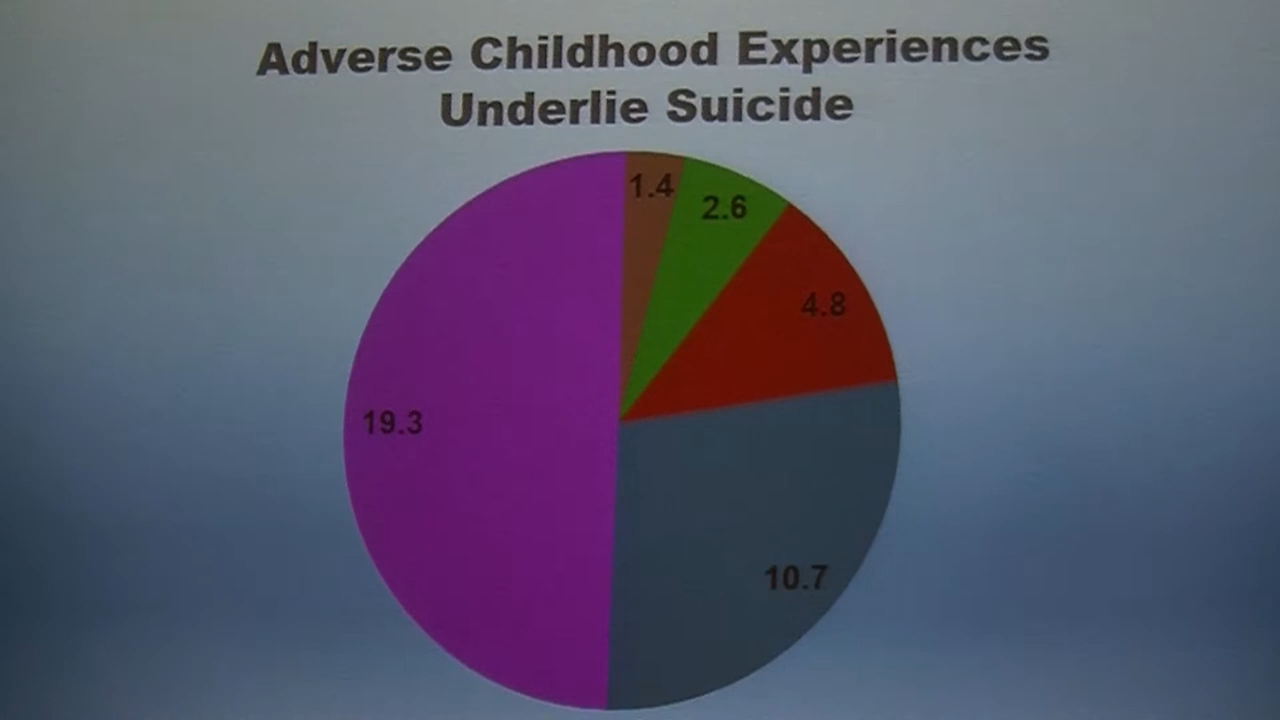 Adverse Childhood Experiences
Underlie Suicide
1.4
2.6
4.8
19.3
10.7